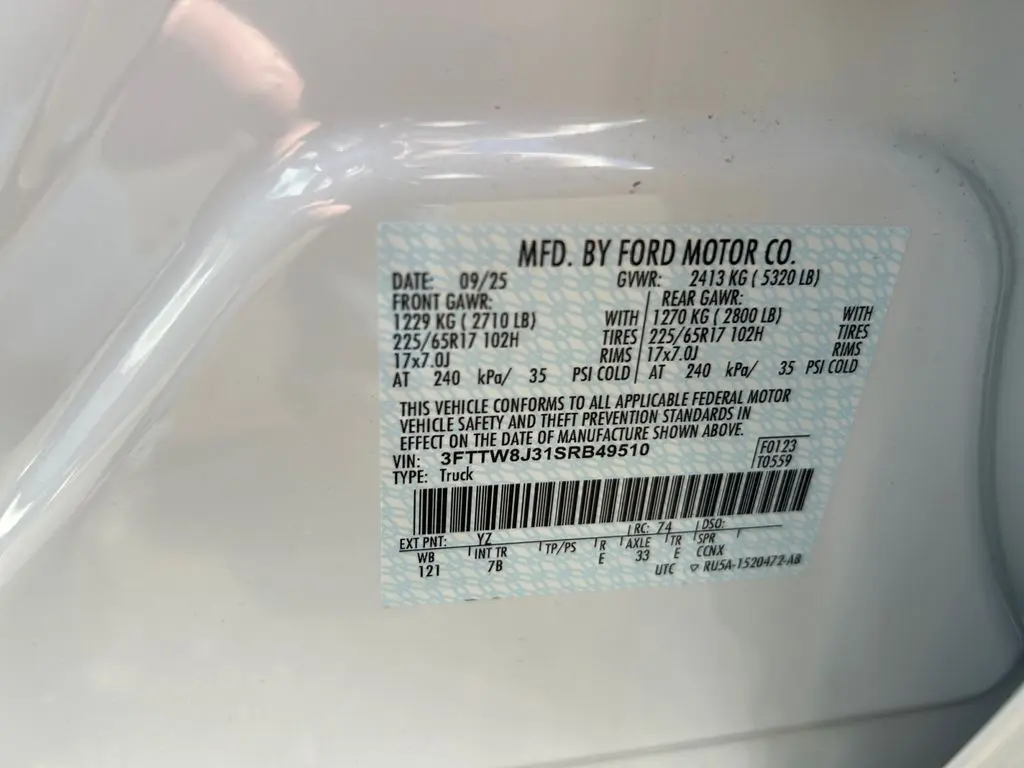 MFD. BY FORD MOTOR CO.
DATE: 09/25 GVWR: 2413 KG ( 5320 LB)
FRONT GAWR: REAR GAWR:
1229 KG ( 2710 LB) WITH 1270 KG ( 2800 LB) WITH
225/65R17 102H TIRES 225/65R17 102H TIRES
17x7.0J RIMS 17x7.0J RIMS
AT 240 kPa/ 35 PSI COLD AT 240 kPa/ 35 PSI COLD
THIS VEHICLE CONFORMS TO ALL APPLICABLE FEDERAL MOTOR
VEHICLE SAFETY AND THEFT PREVENTION STANDARDS IN
EFFECT ON THE DATE OF MANUFACTURE SHOWN ABOVE.
VIN: 3FTTW8J31SRB49510 F0123
TYPE: Truck T0559
EXT PNT: YZ RC: 74 DSO:
WB INT TR TP/PS R AXLE TR SPR
121 7B E 33 E CCNX
UTC ▽ RU5A-1520472-AB